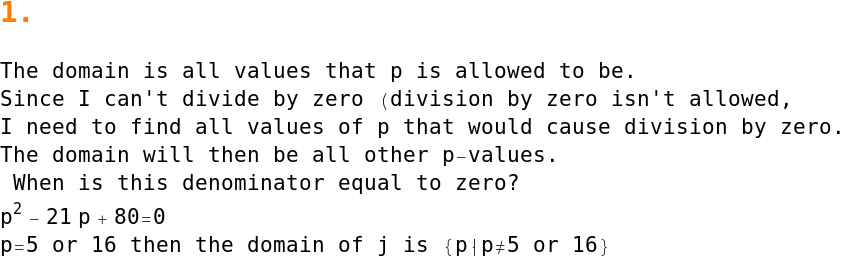 1.
The domain is all values that p is allowed to be.
Since I can't divide by zero (division by zero isn't allowed,
I need to find all values of p that would cause division by zero.
The domain will then be all other p-values.
When is this denominator equal to zero?
p² - 21 p + 80=0
p=5 or 16 then the domain of j is {p|p≠5 or 16}